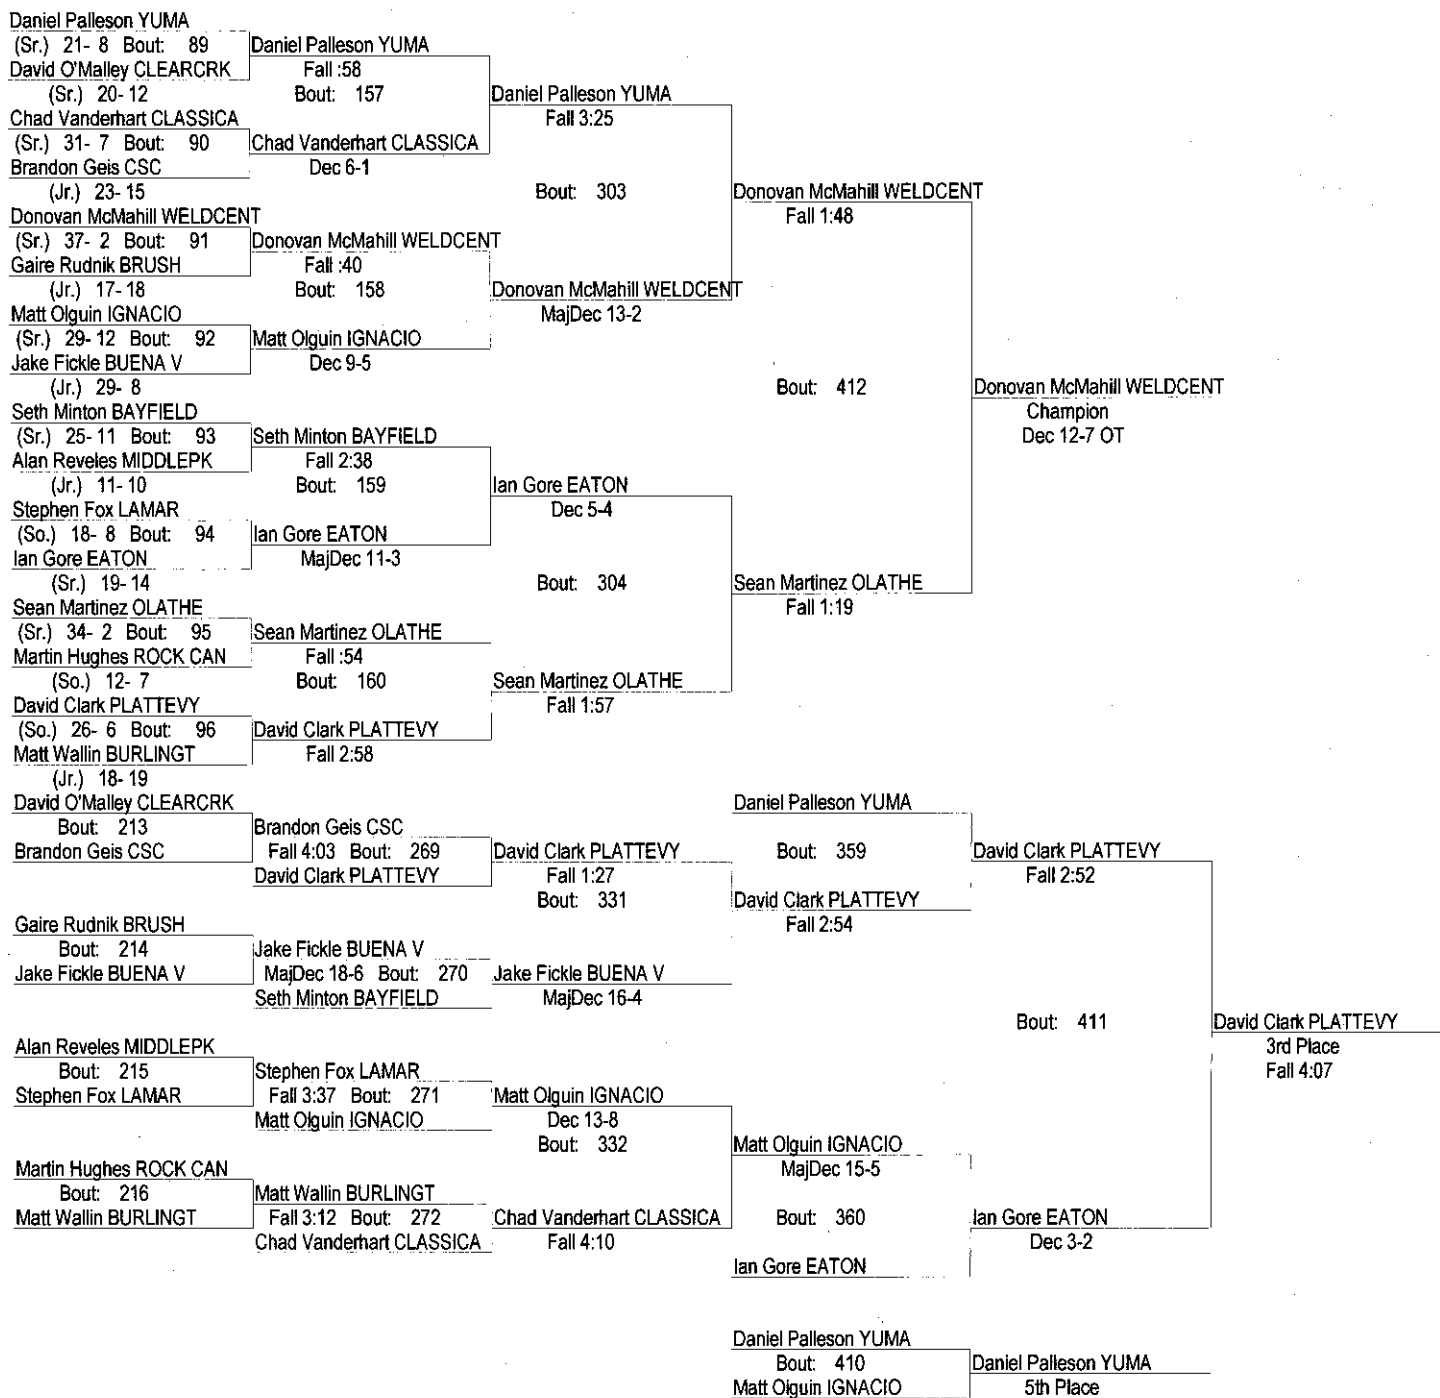 Daniel Palleson YUMA
(Sr.) 21- 8 Bout: 89 Daniel Palleson YUMA
David O'Malley CLEARCRK Fall :58
(Sr.) 20- 12 Bout: 157 Daniel Palleson YUMA
Chad Vanderhart CLASSICA Fall 3:25
(Sr.) 31- 7 Bout: 90 Chad Vanderhart CLASSICA
Brandon Geis CSC Dec 6-1
(Jr.) 23- 15 Bout: 303 Donovan McMahill WELDCENT
Donovan McMahill WELDCENT Fall 1:48
(Sr.) 37- 2 Bout: 91 Donovan McMahill WELDCENT
Gaire Rudnik BRUSH Fall :40
(Jr.) 17- 18 Bout: 158 Donovan McMahill WELDCENT
Matt Olguin IGNACIO MajDec 13-2
(Sr.) 29- 12 Bout: 92 Matt Olguin IGNACIO
Jake Fickle BUENA V Dec 9-5
(Jr.) 29- 8 Bout: 412 Donovan McMahill WELDCENT
Seth Minton BAYFIELD Champion
(Sr.) 25- 11 Bout: 93 Seth Minton BAYFIELD Dec 12-7 OT
Alan Reveles MIDDLEPK Fall 2:38
(Jr.) 11- 10 Bout: 159 Ian Gore EATON
Stephen Fox LAMAR Dec 5-4
(So.) 18- 8 Bout: 94 Ian Gore EATON
Ian Gore EATON MajDec 11-3
(Sr.) 19- 14 Bout: 304 Sean Martinez OLATHE
Sean Martinez OLATHE Fall 1:19
(Sr.) 34- 2 Bout: 95 Sean Martinez OLATHE
Martin Hughes ROCK CAN Fall :54
(So.) 12- 7 Bout: 160 Sean Martinez OLATHE
David Clark PLATTEVY Fall 1:57
(So.) 26- 6 Bout: 96 David Clark PLATTEVY
Matt Wallin BURLINGT Fall 2:58
(Jr.) 18- 19
David O'Malley CLEARCRK Daniel Palleson YUMA
Bout: 213 Brandon Geis CSC
Brandon Geis CSC Fall 4:03 Bout: 269 David Clark PLATTEVY Bout: 359 David Clark PLATTEVY
David Clark PLATTEVY Fall 1:27 Fall 2:52
Bout: 331 David Clark PLATTEVY
Gaire Rudnik BRUSH Fall 2:54
Bout: 214 Jake Fickle BUENA V
Jake Fickle BUENA V MajDec 18-6 Bout: 270 Jake Fickle BUENA V
Seth Minton BAYFIELD MajDec 16-4
Bout: 411 David Clark PLATTEVY
Alan Reveles MIDDLEPK 3rd Place
Bout: 215 Stephen Fox LAMAR Fall 4:07
Stephen Fox LAMAR Fall 3:37 Bout: 271 Matt Olguin IGNACIO
Matt Olguin IGNACIO Dec 13-8
Bout: 332 Matt Olguin IGNACIO
Martin Hughes ROCK CAN MajDec 15-5
Bout: 216 Matt Wallin BURLINGT
Matt Wallin BURLINGT Fall 3:12 Bout: 272 Chad Vanderhart CLASSICA Bout: 360 Ian Gore EATON
Chad Vanderhart CLASSICA Fall 4:10 Dec 3-2
Ian Gore EATON
Daniel Palleson YUMA
Bout: 410 Daniel Palleson YUMA
Matt Olguin IGNACIO 5th Place